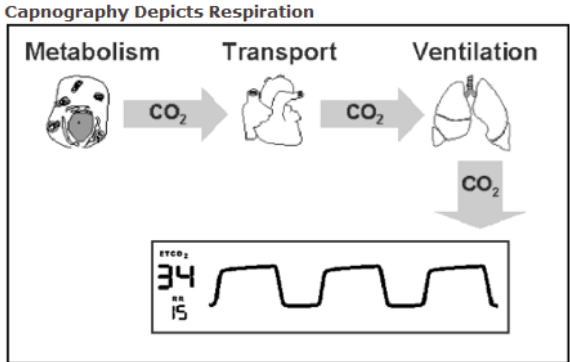 Capnography Depicts Respiration
Metabolism Transport Ventilation
CO₂ CO₂
CO₂
ETCO₂
34
RR
15